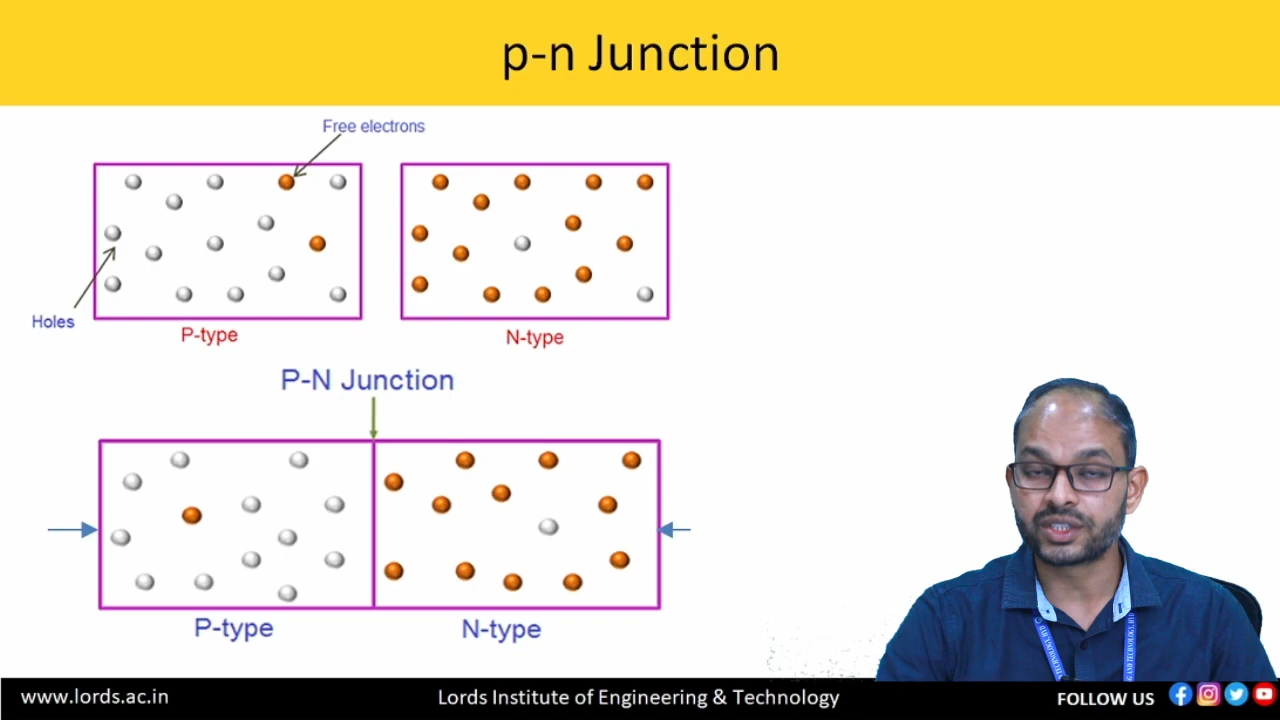 p-n Junction
Free electrons
Holes
P-type
N-type
P-N Junction
P-type
N-type
www.lords.ac.in
Lords Institute of Engineering & Technology
FOLLOW US